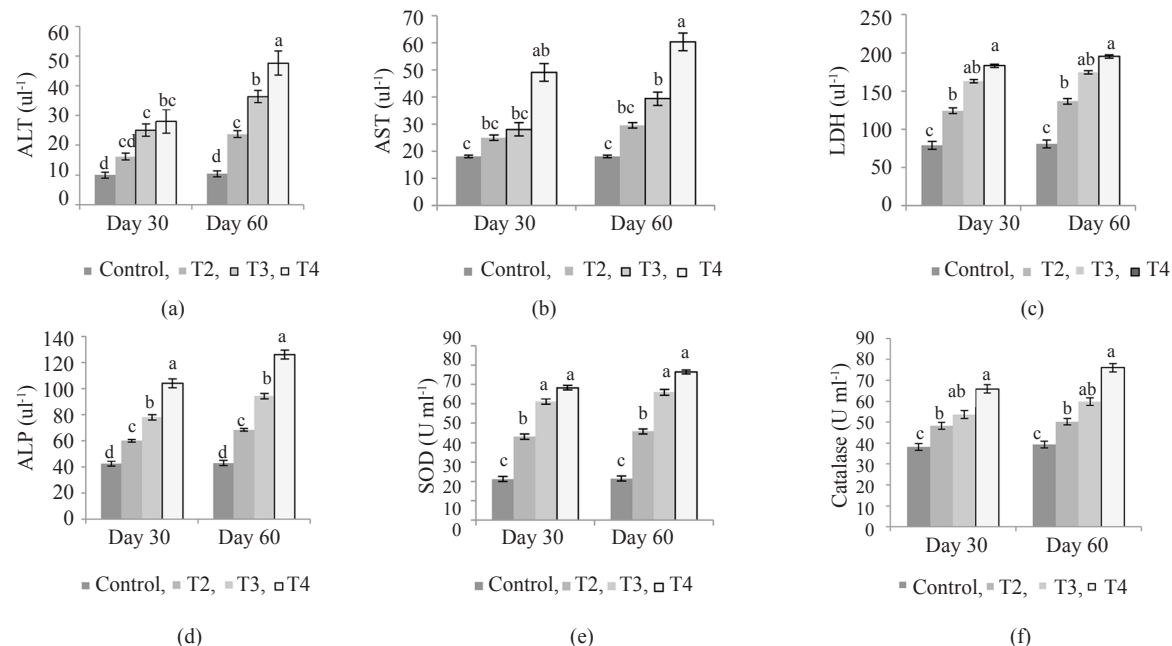 60
50
40
30
20
10
0
ALT (ul-1)
d
cd
c
bc
d
c
b
a
Day 30 Day 60
Control, T2, T3, T4
(a)
70
60
50
40
30
20
10
0
AST (ul-1)
c
bc
bc
ab
c
bc
b
a
Day 30 Day 60
Control, T2, T3, T4
(b)
250
200
150
100
50
0
LDH (ul-1)
c
b
ab
a
c
b
ab
a
Day 30 Day 60
Control, T2, T3, T4
(c)
140
120
100
80
60
40
20
0
ALP (ul-1)
d
c
b
a
d
c
b
a
Day 30 Day 60
Control, T2, T3, T4
(d)
90
80
70
60
50
40
30
20
10
0
SOD (U ml-1)
c
b
a
a
c
b
a
a
Day 30 Day 60
Control, T2, T3, T4
(e)
90
80
70
60
50
40
30
20
10
0
Catalase (U ml-1)
c
b
ab
a
c
b
ab
a
Day 30 Day 60
Control, T2, T3, T4
(f)